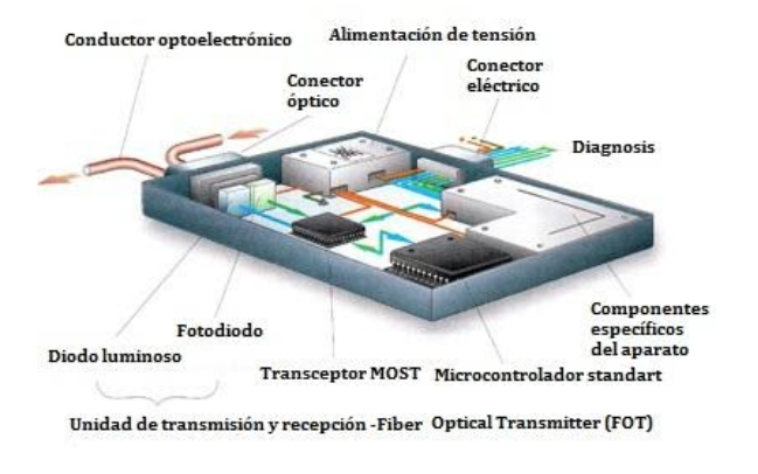 Conductor optoelectrónico
Alimentación de tensión
Conector
óptico
Conector
eléctrico
Diagnosis
Componentes
específicos
del aparato
Fotodiodo
Diodo luminoso
Transceptor MOST
Microcontrolador standart
Unidad de transmisión y recepción -Fiber Optical Transmitter (FOT)